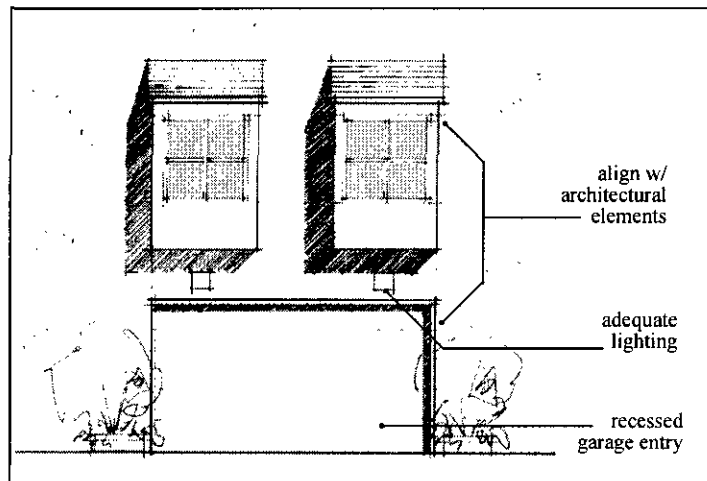 align w/
architectural
elements
adequate
lighting
recessed
garage entry